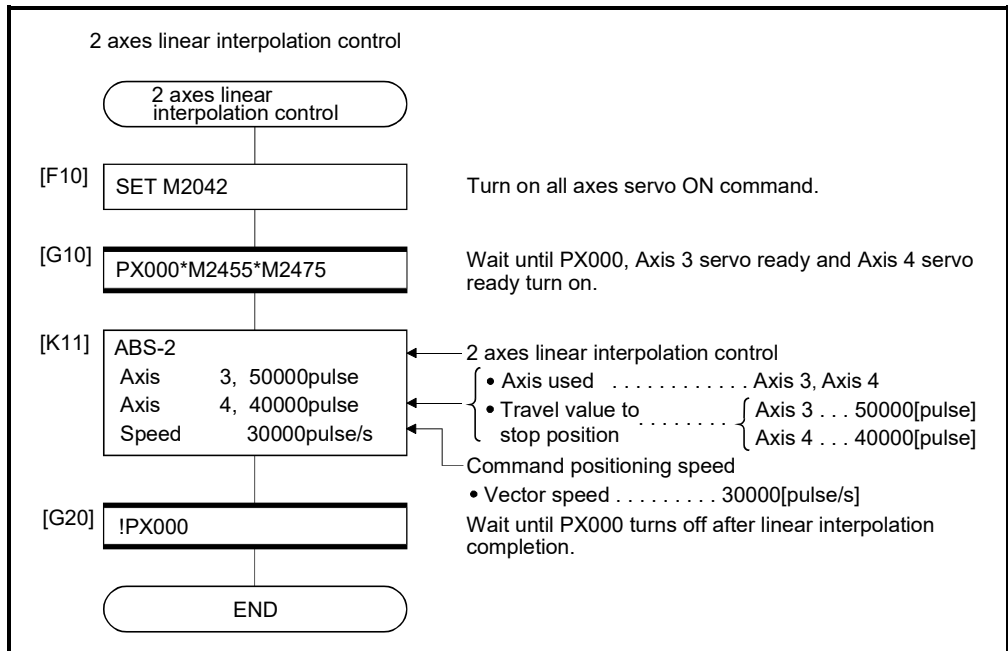 2 axes linear interpolation control
2 axes linear
interpolation control
[F10]
SET M2042
Turn on all axes servo ON command.
[G10]
PX000*M2455*M2475
Wait until PX000, Axis 3 servo ready and Axis 4 servo
ready turn on.
[K11]
ABS-2
Axis 3, 50000pulse
Axis 4, 40000pulse
Speed 30000pulse/s
2 axes linear interpolation control
• Axis used . . . . . . . . . . . . Axis 3, Axis 4
• Travel value to
stop position . . . . . . . .
Axis 3 . . . 50000[pulse]
Axis 4 . . . 40000[pulse]
Command positioning speed
• Vector speed . . . . . . . . . 30000[pulse/s]
[G20]
!PX000
Wait until PX000 turns off after linear interpolation
completion.
END